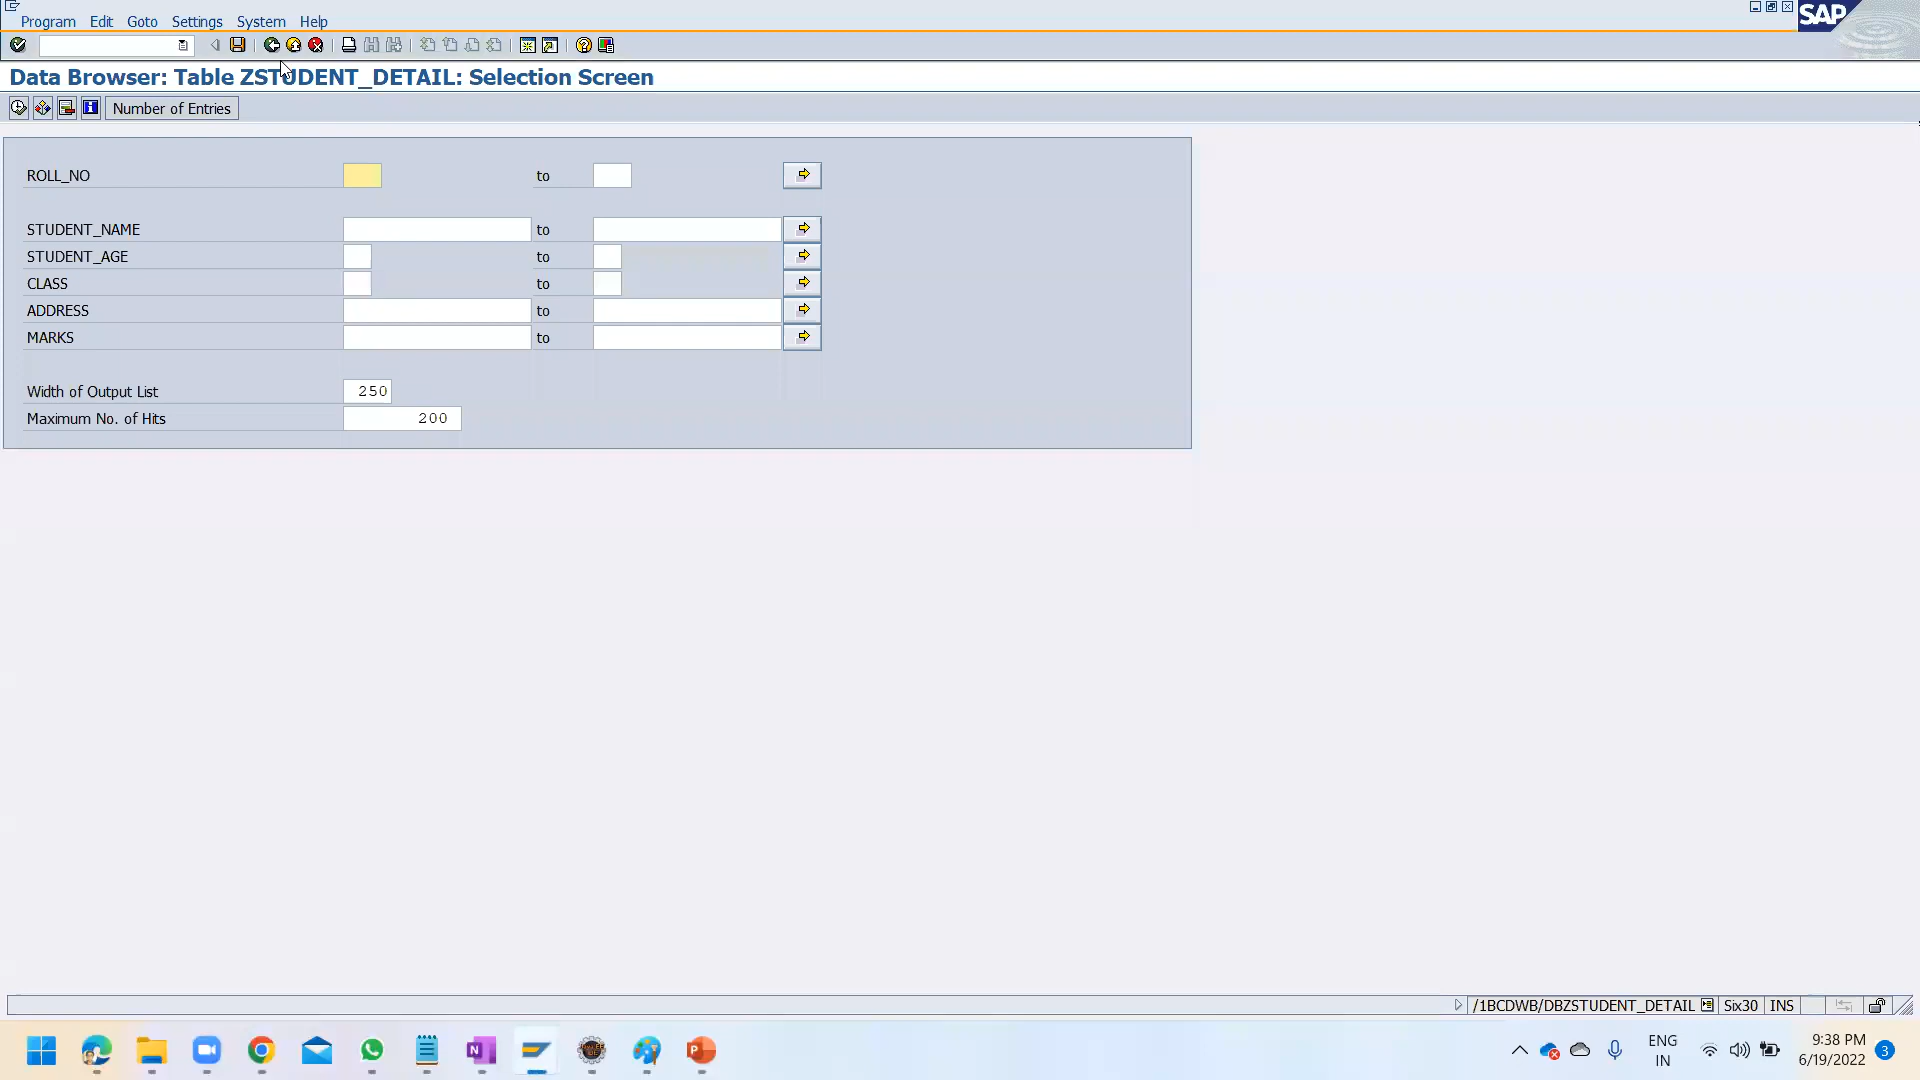 Program Edit Goto Settings System Help
SAP
Data Browser: Table ZSTUDENT_DETAIL: Selection Screen
Number of Entries
ROLL_NO to
STUDENT_NAME to
STUDENT_AGE to
CLASS to
ADDRESS to
MARKS to
Width of Output List 250
Maximum No. of Hits 200
/1BCDWB/DBZSTUDENT_DETAIL Six30 INS
ENG 9:38 PM
IN 6/19/2022 3